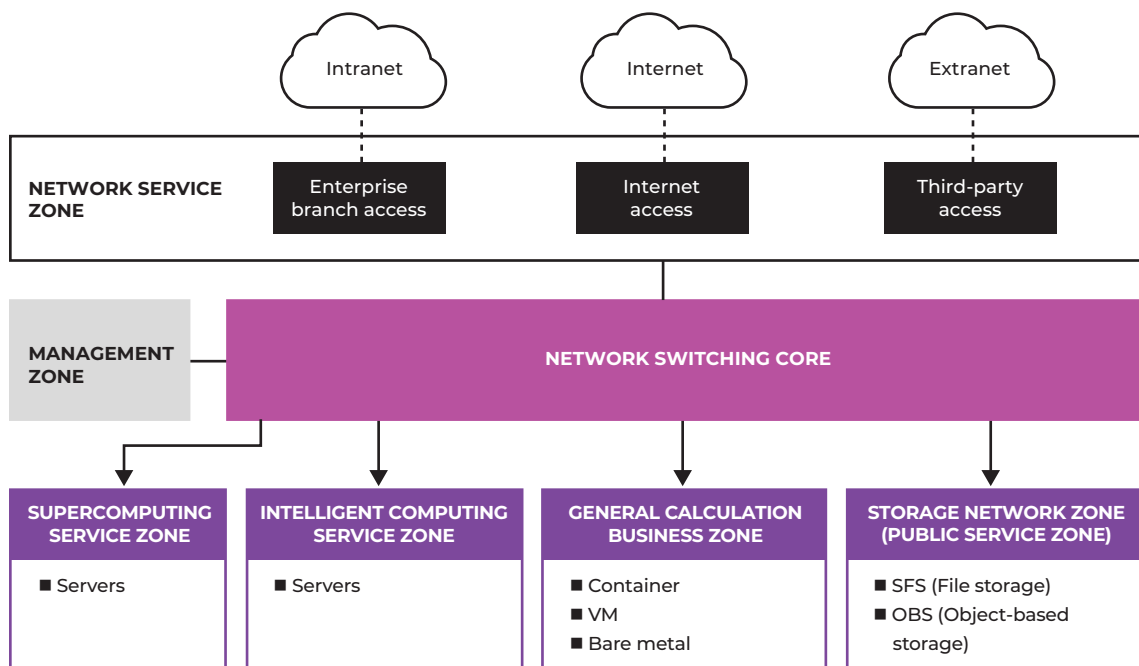 Intranet
Internet
Extranet
NETWORK SERVICE
ZONE
Enterprise
branch access
Internet
access
Third-party
access
MANAGEMENT
ZONE
NETWORK SWITCHING CORE
SUPERCOMPUTING
SERVICE ZONE
■ Servers
INTELLIGENT COMPUTING
SERVICE ZONE
■ Servers
GENERAL CALCULATION
BUSINESS ZONE
■ Container
■ VM
■ Bare metal
STORAGE NETWORK ZONE
(PUBLIC SERVICE ZONE)
■ SFS (File storage)
■ OBS (Object-based
storage)